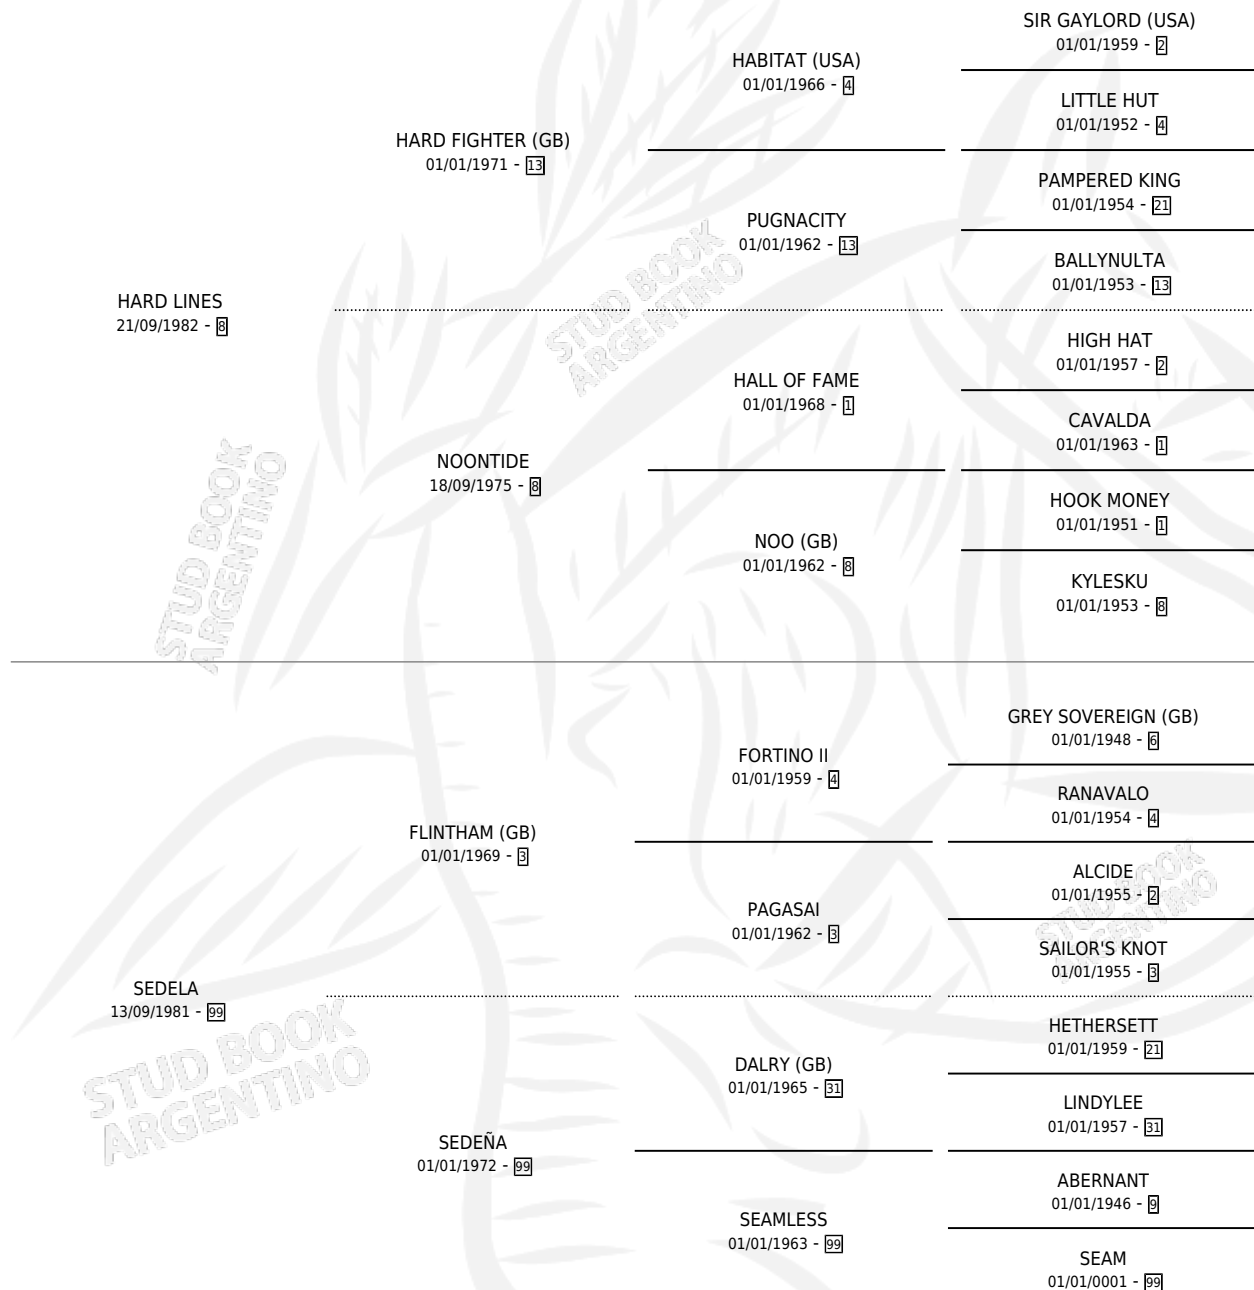 SIR GAYLORD (USA)
01/01/1959 - 2
HABITAT (USA)
01/01/1966 - 4
LITTLE HUT
01/01/1952 - 4
HARD FIGHTER (GB)
01/01/1971 - 13
PAMPERED KING
01/01/1954 - 21
PUGNACITY
01/01/1962 - 13
BALLYNULTA
01/01/1953 - 13
HARD LINES
21/09/1982 - 8
HIGH HAT
01/01/1957 - 2
HALL OF FAME
01/01/1968 - 1
CAVALDA
01/01/1963 - 1
NOONTIDE
18/09/1975 - 8
HOOK MONEY
01/01/1951 - 1
NOO (GB)
01/01/1962 - 8
KYLESKU
01/01/1953 - 8
STUD BOOK
ARGENTINO
STUD BOOK
ARGENTINO
GREY SOVEREIGN (GB)
01/01/1948 - 6
FORTINO II
01/01/1959 - 4
RANAVALO
01/01/1954 - 4
FLINTHAM (GB)
01/01/1969 - 3
ALCIDE
01/01/1955 - 2
PAGASAI
01/01/1962 - 3
SAILOR'S KNOT
01/01/1955 - 3
SEDELA
13/09/1981 - 99
HETHERSETT
01/01/1959 - 21
DALRY (GB)
01/01/1965 - 31
LINDYLEE
01/01/1957 - 31
SEDEÑA
01/01/1972 - 99
ABERNANT
01/01/1946 - 9
SEAMLESS
01/01/1963 - 99
SEAM
01/01/0001 - 99
STUD BOOK
ARGENTINO
STUD BOOK
ARGENTINO